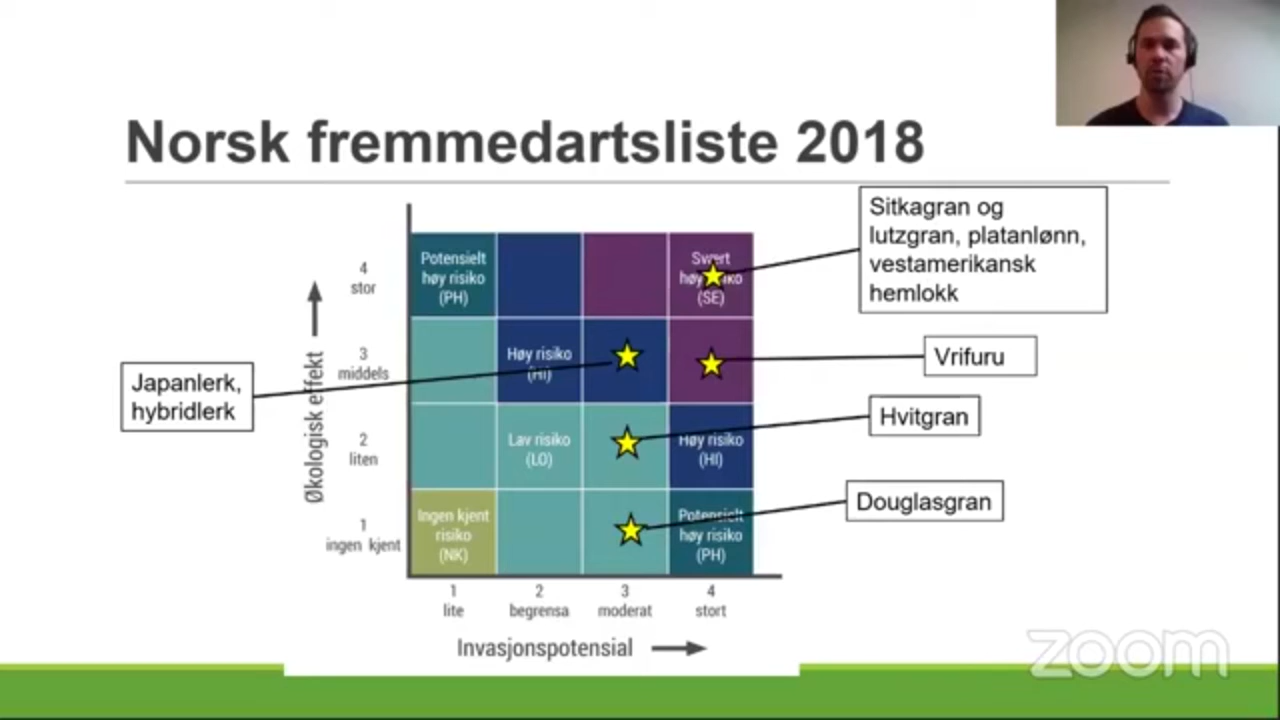 Norsk fremmedartsliste 2018
Sitkagran og
lutzgran, platanlønn,
vestamerikansk
hemlokk
Vrifuru
Hvitgran
Douglasgran
Japanlerk,
hybridlerk
Økologisk effekt
4
stor
3
middels
2
liten
1
ingen kjent
Potensielt
høy risiko
(PH)
Svært
høy risiko
(SE)
Høy risiko
(HI)
Lav risiko
(LO)
Høy risiko
(HI)
Ingen kjent
risiko
(NK)
Potensielt
høy risiko
(PH)
1
lite
2
begrensa
3
moderat
4
stort
Invasjonspotensial
zoom